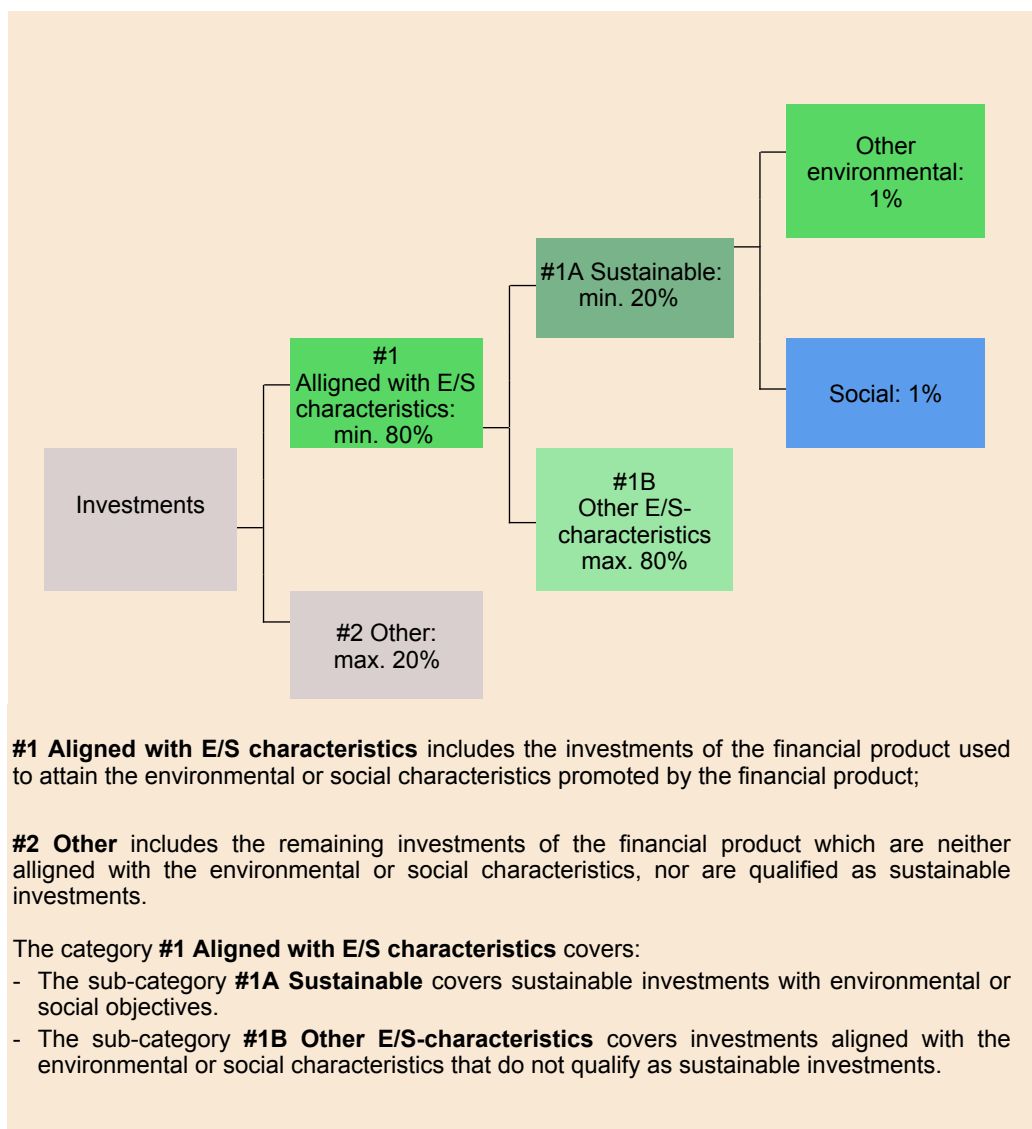 Other
environmental:
1%
#1A Sustainable:
min. 20%
#1
Alligned with E/S
characteristics:
min. 80%
Social: 1%
Investments
#1B
Other E/S-
characteristics
max. 80%
#2 Other:
max. 20%
#1 Aligned with E/S characteristics includes the investments of the financial product used
to attain the environmental or social characteristics promoted by the financial product;
#2 Other includes the remaining investments of the financial product which are neither
aligned with the environmental or social characteristics, nor are qualified as sustainable
investments.
The category #1 Aligned with E/S characteristics covers:
- The sub-category #1A Sustainable covers sustainable investments with environmental or
social objectives.
- The sub-category #1B Other E/S-characteristics covers investments aligned with the
environmental or social characteristics that do not qualify as sustainable investments.